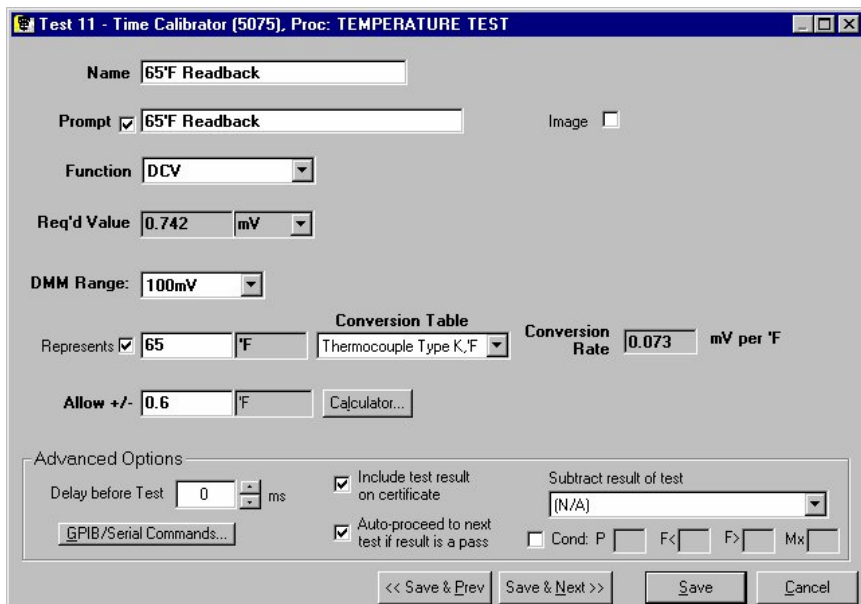 Test 11 - Time Calibrator (5075), Proc: TEMPERATURE TEST
Name 65'F Readback
Prompt 65'F Readback Image
Function DCV
Req'd Value 0.742 mV
DMM Range: 100mV
Conversion Table
Represents 65 'F Thermocouple Type K,'F Conversion Rate 0.073 mV per 'F
Allow +/- 0.6 'F Calculator...
Advanced Options
Delay before Test 0 ms
GPIB/Serial Commands...
Include test result
on certificate
Auto-proceed to next
test if result is a pass
Subtract result of test
(N/A)
Cond: P F< F> Mx
<< Save & Prev Save & Next >> Save Cancel